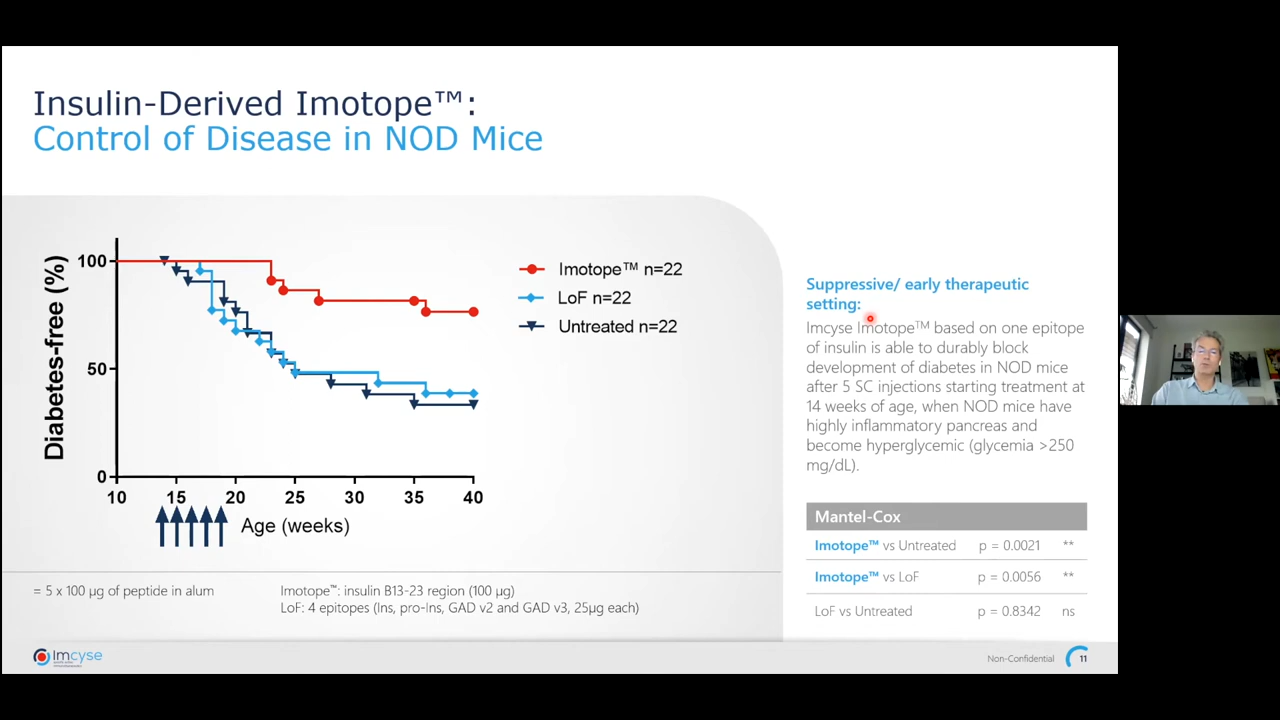 Insulin-Derived Imotope™:
Control of Disease in NOD Mice
Diabetes-free (%)
100
50
0
10 15 20 25 30 35 40
Age (weeks)
Imotope™ n=22
LoF n=22
Untreated n=22
= 5 x 100 µg of peptide in alum
Imotope™: insulin B13-23 region (100 µg)
LoF: 4 epitopes (Ins, pro-Ins, GAD v2 and GAD v3, 25µg each)
Suppressive/ early therapeutic
setting:
Imcyse Imotope™ based on one epitope
of insulin is able to durably block
development of diabetes in NOD mice
after 5 SC injections starting treatment at
14 weeks of age, when NOD mice have
highly inflammatory pancreas and
become hyperglycemic (glycemia >250
mg/dL).
Mantel-Cox
Imotope™ vs Untreated p = 0.0021 **
Imotope™ vs LoF p = 0.0056 **
LoF vs Untreated p = 0.8342 ns
Imcyse
Non-Confidential 11